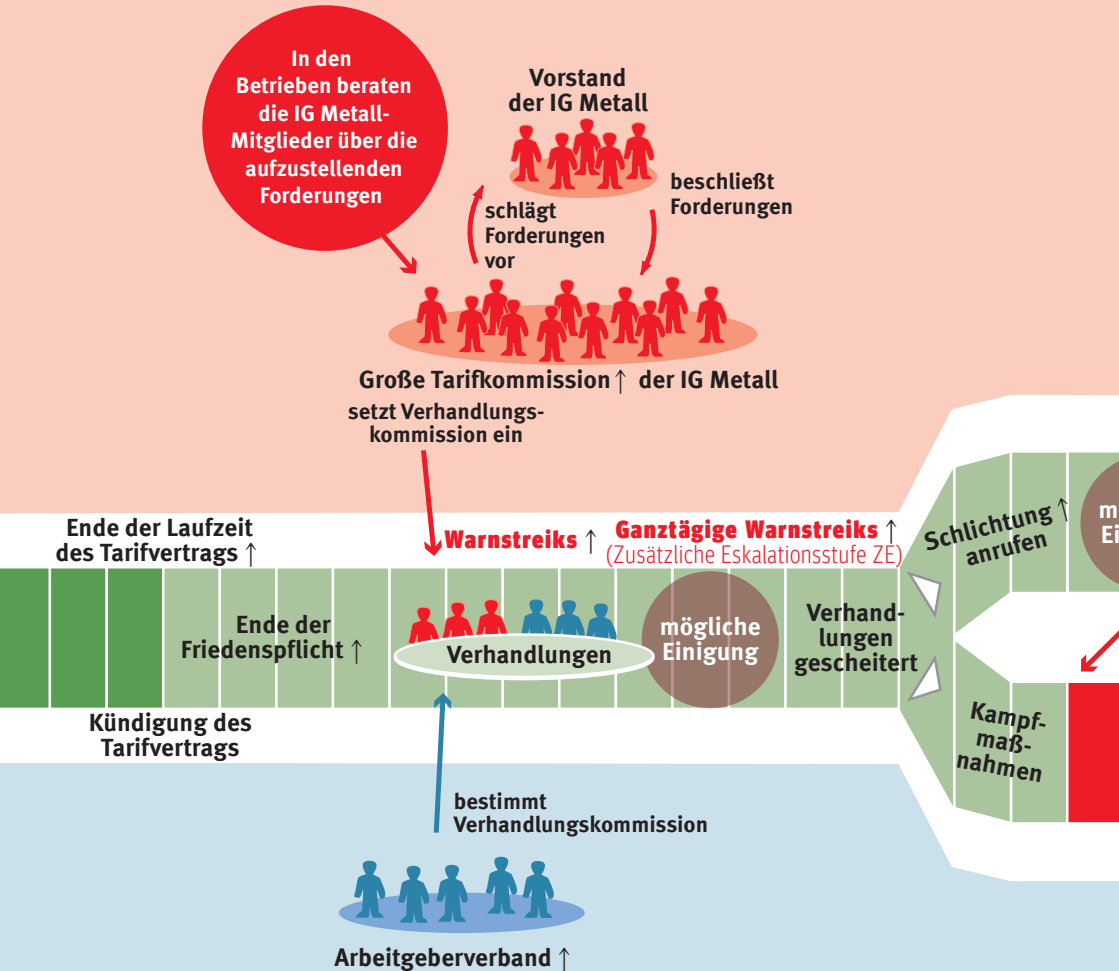 In den
Betrieben beraten
die IG Metall-
Mitglieder über die
aufzustellenden
Forderungen
Vorstand
der IG Metall
schlägt
Forderungen
vor
beschließt
Forderungen
Große Tarifkommission ↑ der IG Metall
setzt Verhandlungs-
kommission ein
Ende der Laufzeit
des Tarifvertrags ↑
Warnstreiks ↑
Ganztägige Warnstreiks ↑
(Zusätzliche Eskalationsstufe ZE)
Ende der
Friedenspflicht ↑
Verhandlungen
mögliche
Einigung
Verhand-
lungen
gescheitert
Schlichtung ↑
anrufen
Kampf-
maß-
nahmen
Kündigung des
Tarifvertrags
bestimmt
Verhandlungskommission
Arbeitgeberverband ↑